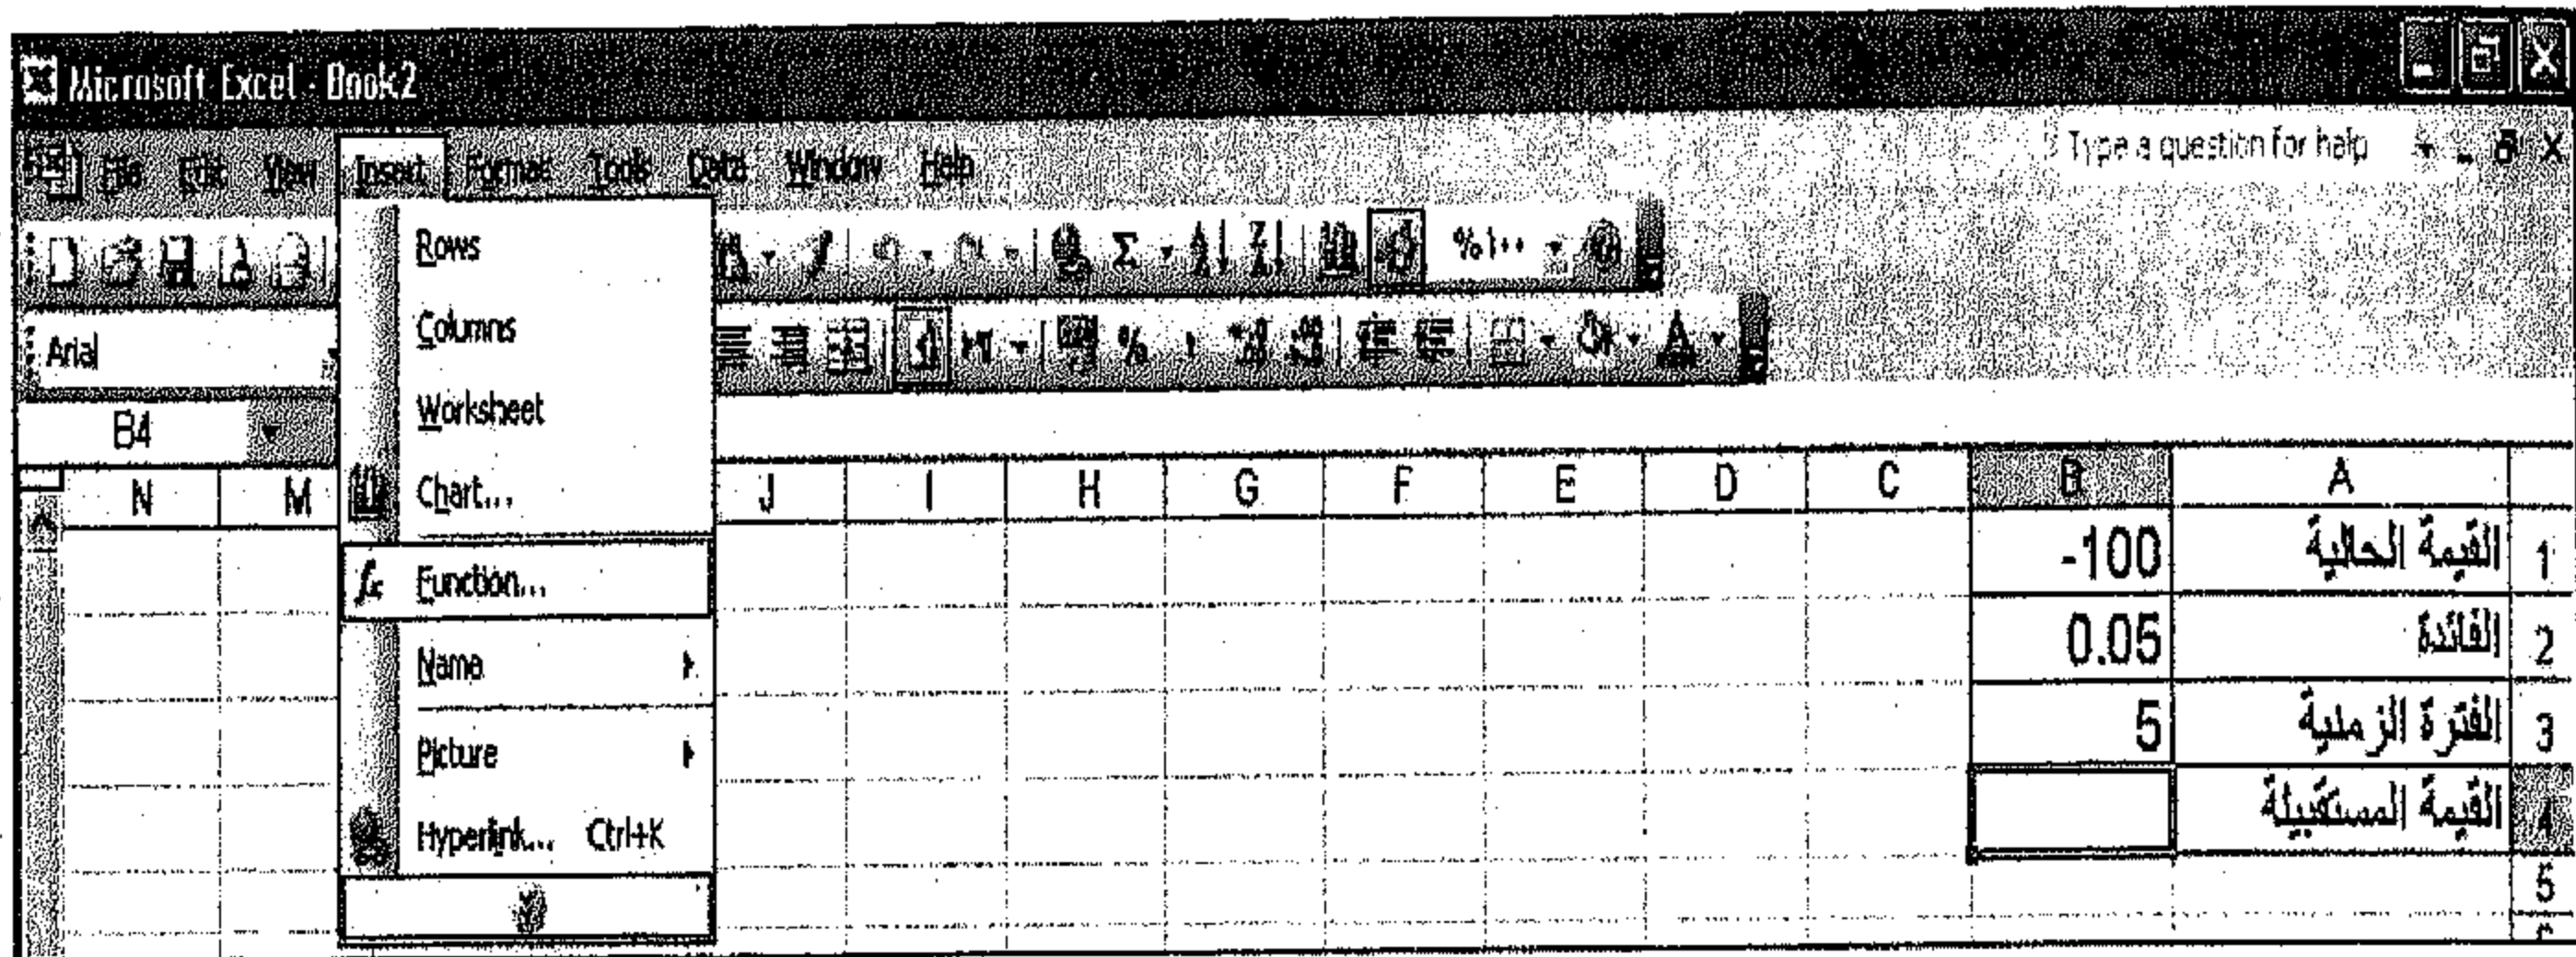 Microsoft Excel - Book2
File Edit View Insert Format Tools Data Window Help Type a question for help
%١٠٠
Arial
B4
Rows
Columns
Worksheet
Chart...
Function...
Name
Picture
Hyperlink... Ctrl+K
N M J I H G F E D C B A
1 القيمة الحالية -100
2 الفائدة 0.05
3 الفترة الزمنية 5
4 القيمة المستقبيلة
5